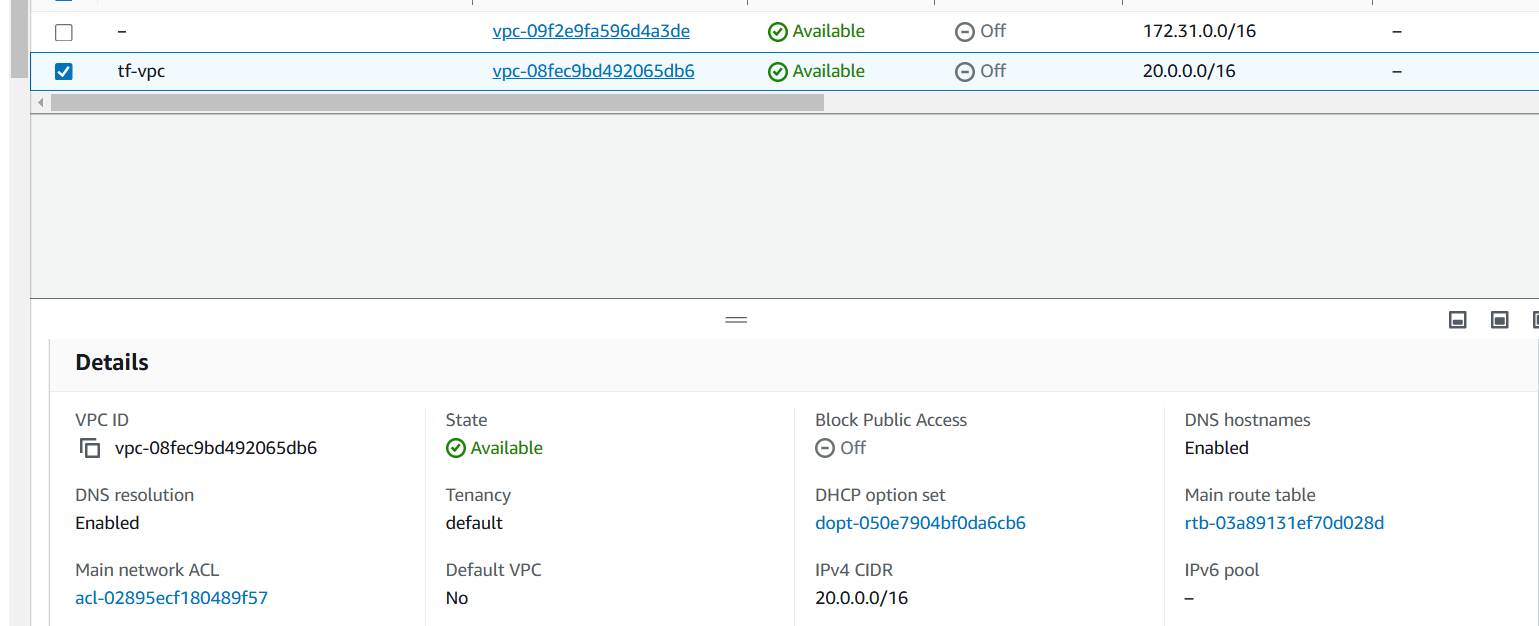 – vpc-09f2e9fa596d4a3de Available Off 172.31.0.0/16 –
tf-vpc vpc-08fec9bd492065db6 Available Off 20.0.0.0/16 –
Details
VPC ID State Block Public Access DNS hostnames
vpc-08fec9bd492065db6 Available Off Enabled
DNS resolution Tenancy DHCP option set Main route table
Enabled default dopt-050e7904bf0da6cb6 rtb-03a89131ef70d028d
Main network ACL Default VPC IPv4 CIDR IPv6 pool
acl-02895ecf180489f57 No 20.0.0.0/16 –